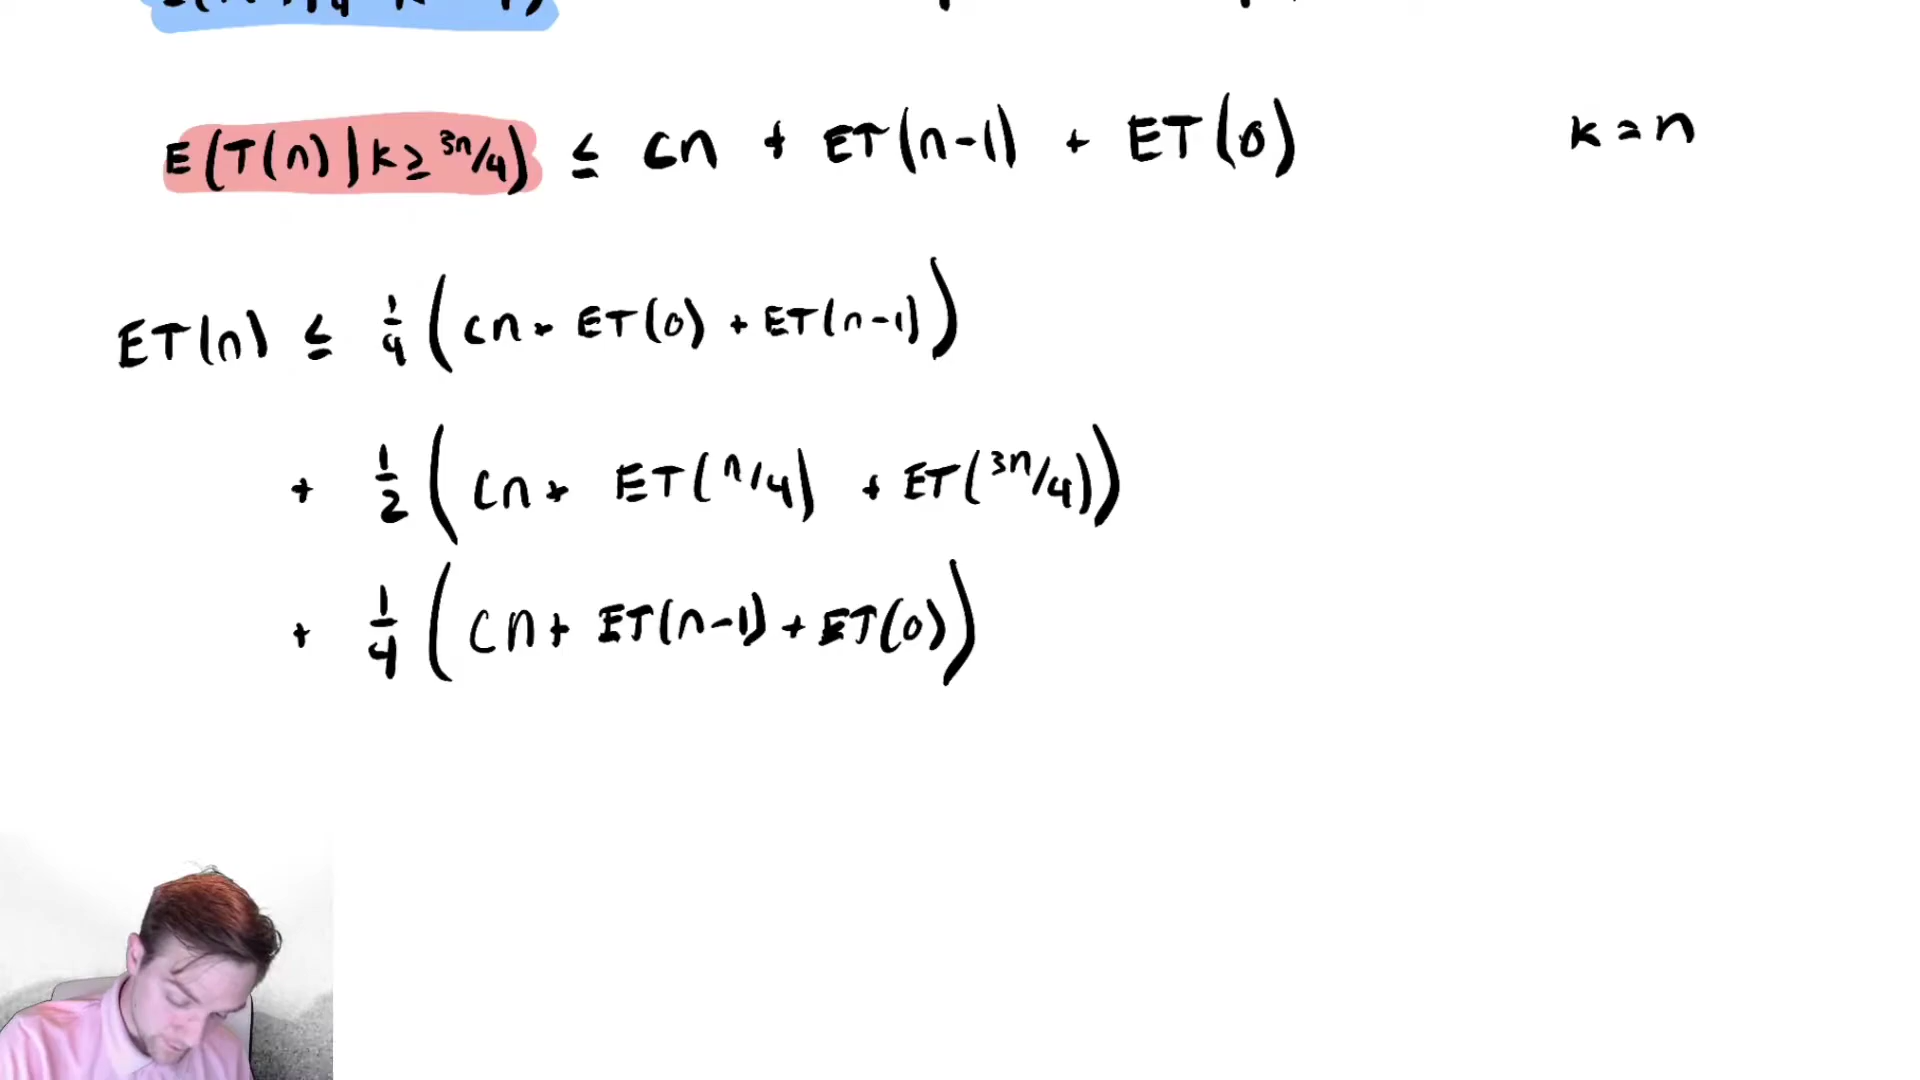 E(T(n) | k ≥ 3n/4) ≤ cn + ET(n-1) + ET(0) k = n
ET(n) ≤ 1/4 (cn + ET(0) + ET(n-1))
+ 1/2 (cn + ET(n/4) + ET(3n/4))
+ 1/4 (cn + ET(n-1) + ET(0))